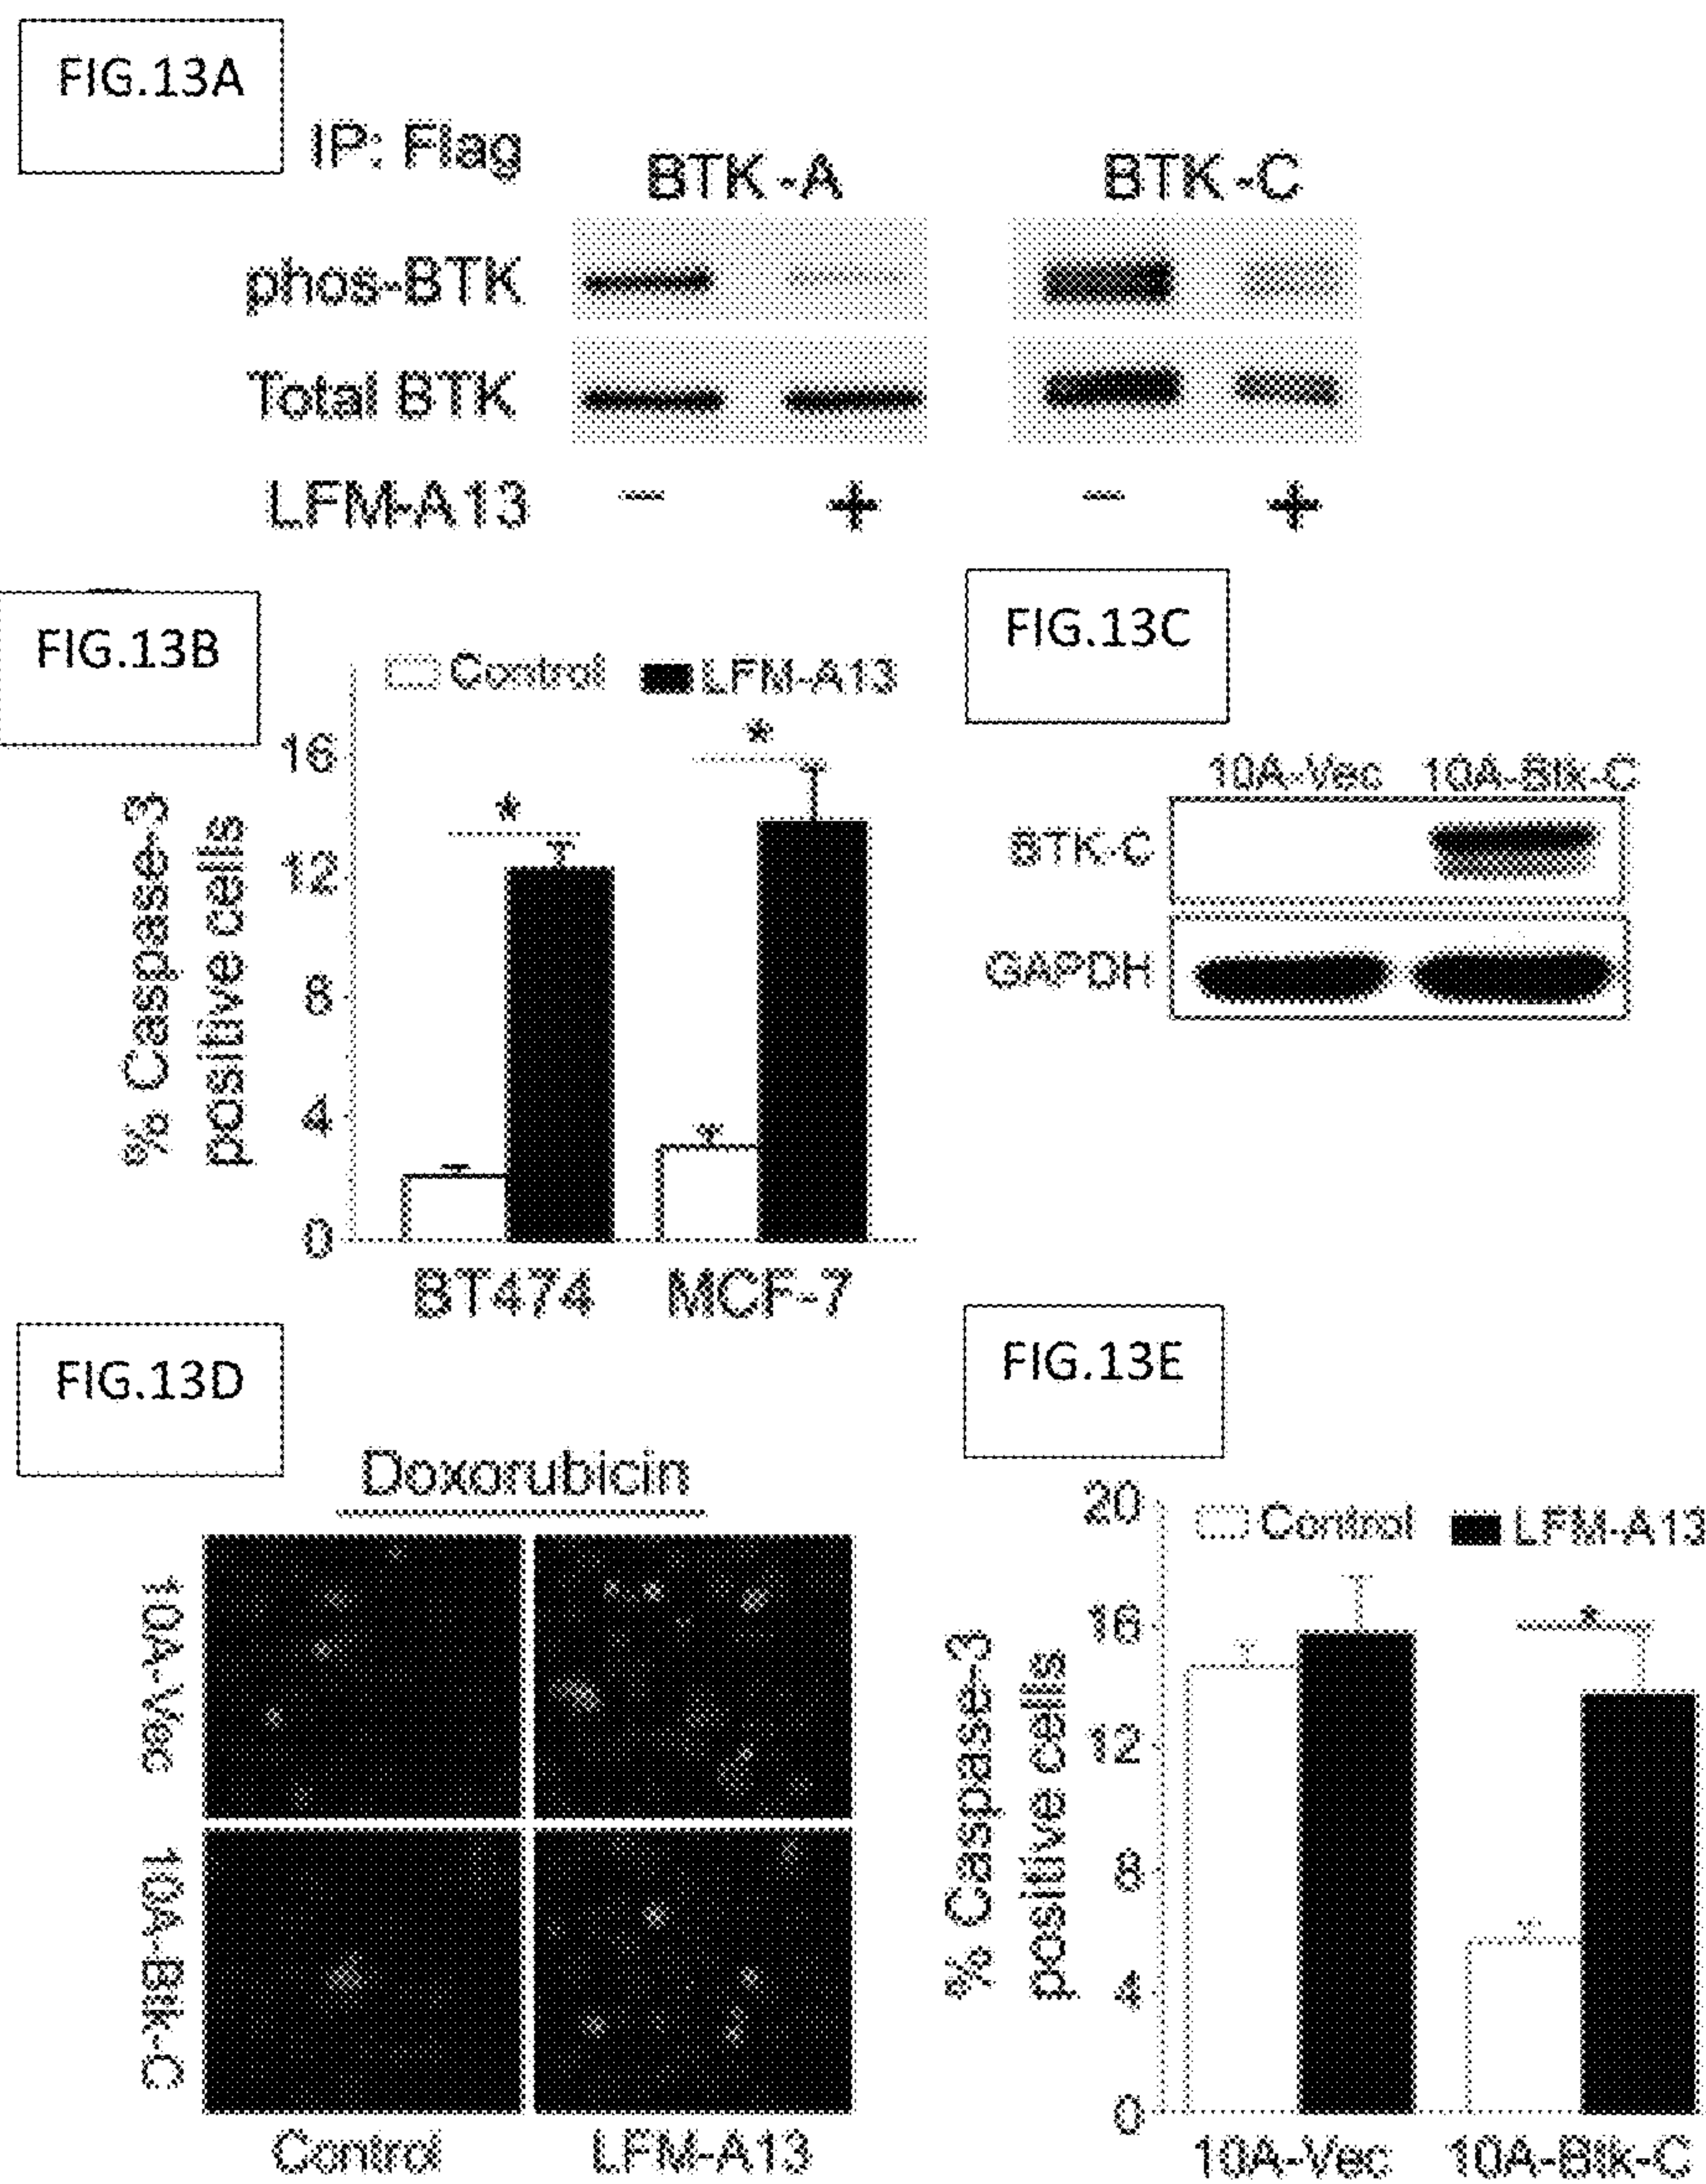 FIG.13A
IP: Flag
BTK-A
BTK-C
phos-BTK
Total BTK
LFM-A13
−
+
−
+
FIG.13B
Control
LFM-A13
% Caspase-3
positive cells
16
12
8
4
0
*
*
BT474
MCF-7
FIG.13C
10A-Vec
10A-Btk-C
BTK-C
GAPDH
FIG.13D
Doxorubicin
10A-Vec
10A-Btk-C
Control
LFM-A13
FIG.13E
Control
LFM-A13
% Caspase-3
positive cells
20
16
12
8
4
0
*
10A-Vec
10A-Btk-C